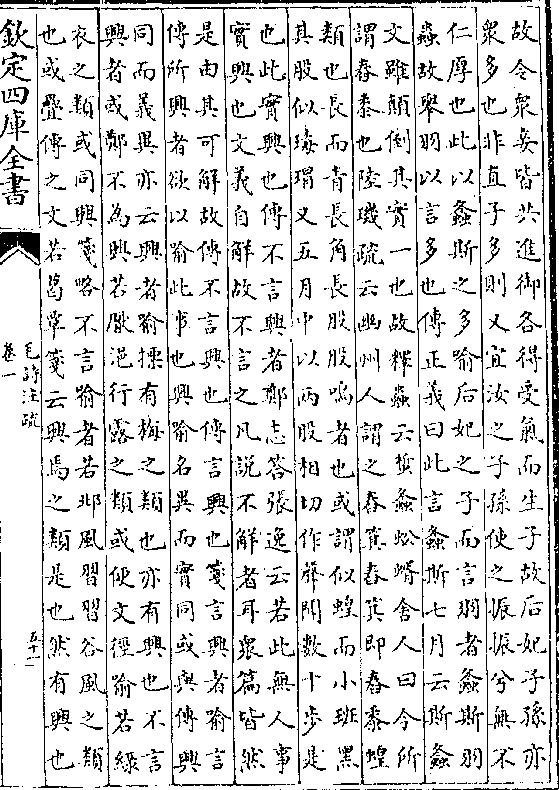 故令衆妾皆共進御各得受氣而生子故后妃子孫亦
衆多也非直子多則又宜汝之子孫使之振振兮無不
仁厚也此以螽斯之多喻后妃之子而言羽者螽斯羽
蟲故舉羽以言多也傳正義曰此言螽斯七月云斯螽
文雖顛倒其實一也故釋蟲云蜤螽蜙蝑舍人曰今所
謂舂黍也陸璣疏云幽州人謂之舂箕舂箕即舂黍蝗
類也長而青長角長股股鳴者也或謂似蝗而小班黑
其股似瑇瑁又五月中以兩股相切作聲聞數十步是
也此實興也傳不言興者鄭志答張逸云若此無人事
實興也文義自解故不言之凡說不解者耳衆篇皆然
是由其可解故傳不言興也傳言興也箋言興者喻言
傳所興者欲以喻此事也興喻名異而實同或與傳興
同而義異亦云興者喻摽有梅之類也亦有興也不言
興者或鄭不為興若厭浥行露之類或便文徑喻若綠
衣之類或同興箋略不言喻者若邶風習習谷風之類
也或疊傳之文若葛覃箋云興焉之類是也然有興也
欽定四庫全書
毛詩注疏
卷一
五十一